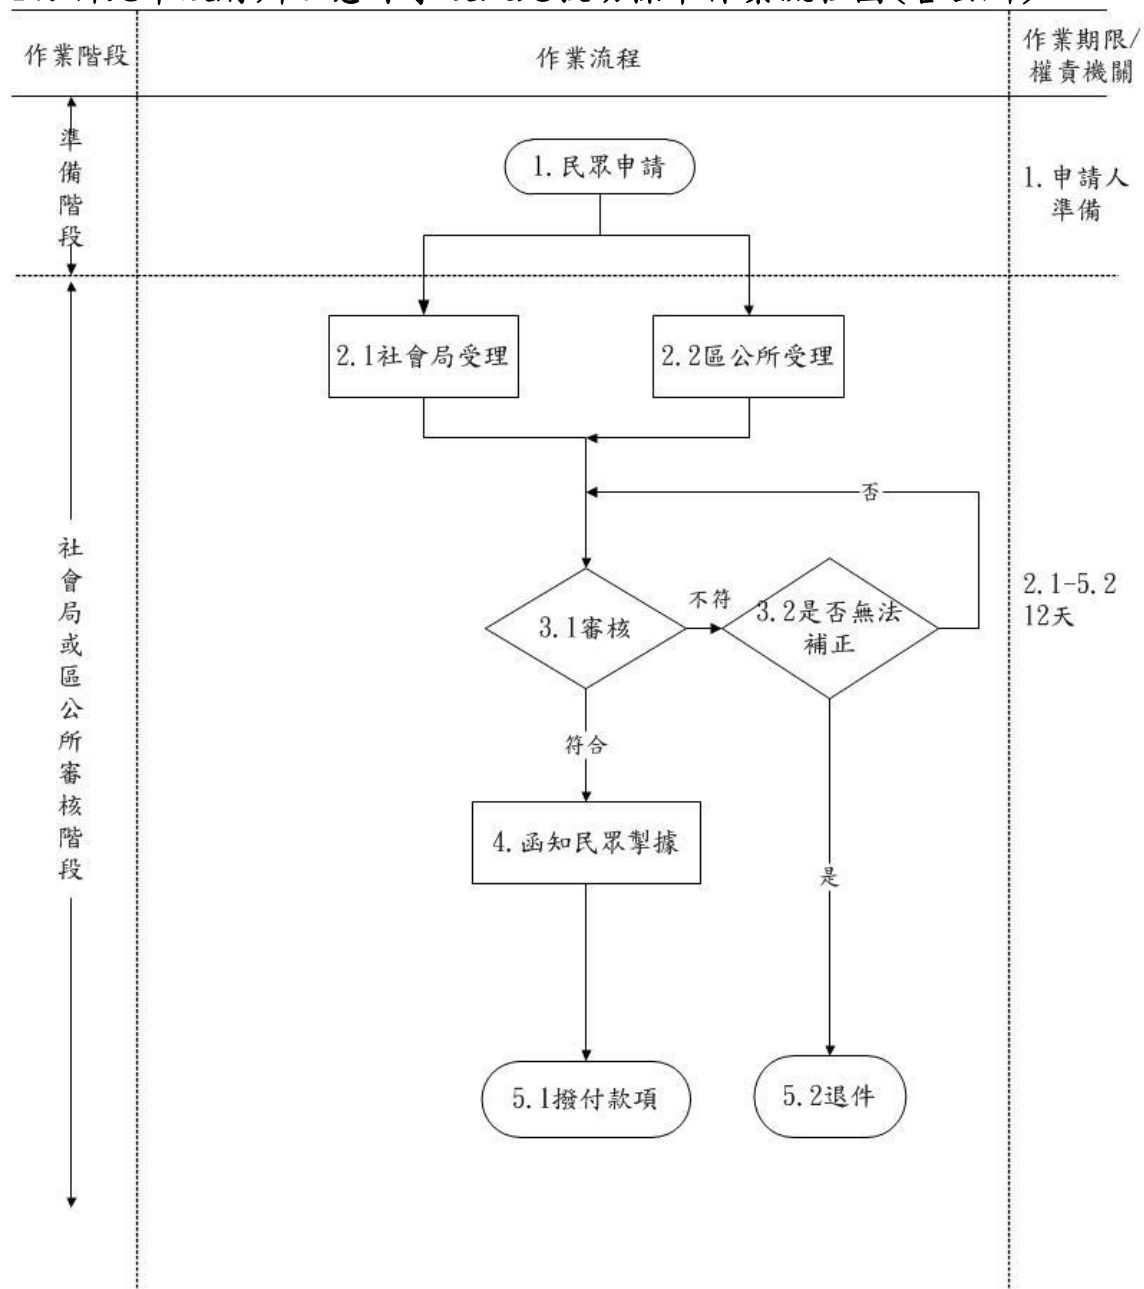 作業階段
作業流程
作業期限/
權責機關
準備階段
1.民眾申請
1.申請人
準備
2.1社會局受理
2.2區公所受理
否
社會局或區公所審核階段
3.1審核
不符
3.2是否無法
補正
2.1-5.2
12天
符合
4.函知民眾掣據
是
5.1撥付款項
5.2退件